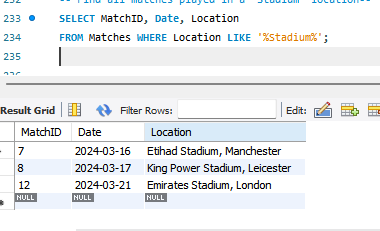 232
-- Find all matches played in a "Stadium" location--
233 SELECT MatchID, Date, Location
234 FROM Matches WHERE Location LIKE '%Stadium%';
235
Result Grid Filter Rows: Edit:
MatchID Date Location
7 2024-03-16 Etihad Stadium, Manchester
8 2024-03-17 King Power Stadium, Leicester
12 2024-03-21 Emirates Stadium, London
NULL NULL NULL